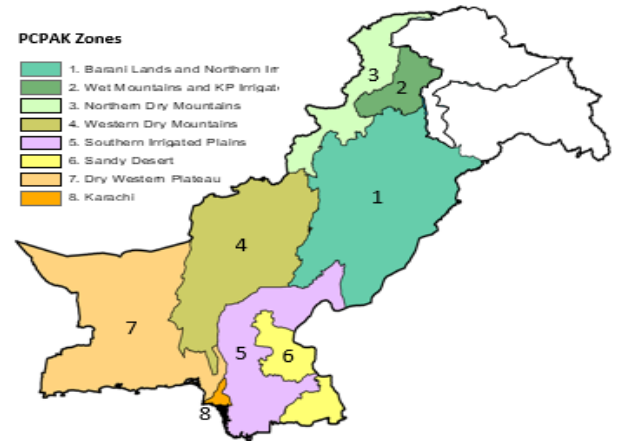 PCPAK Zones
1. Barani Lands and Northern Irr
2. Wet Mountains and KP Irrigat
3. Northern Dry Mountains
4. Western Dry Mountains
5. Southern Irrigated Plains
6. Sandy Desert
7. Dry Western Plateau
8. Karachi
3
2
1
4
7
5
6
8